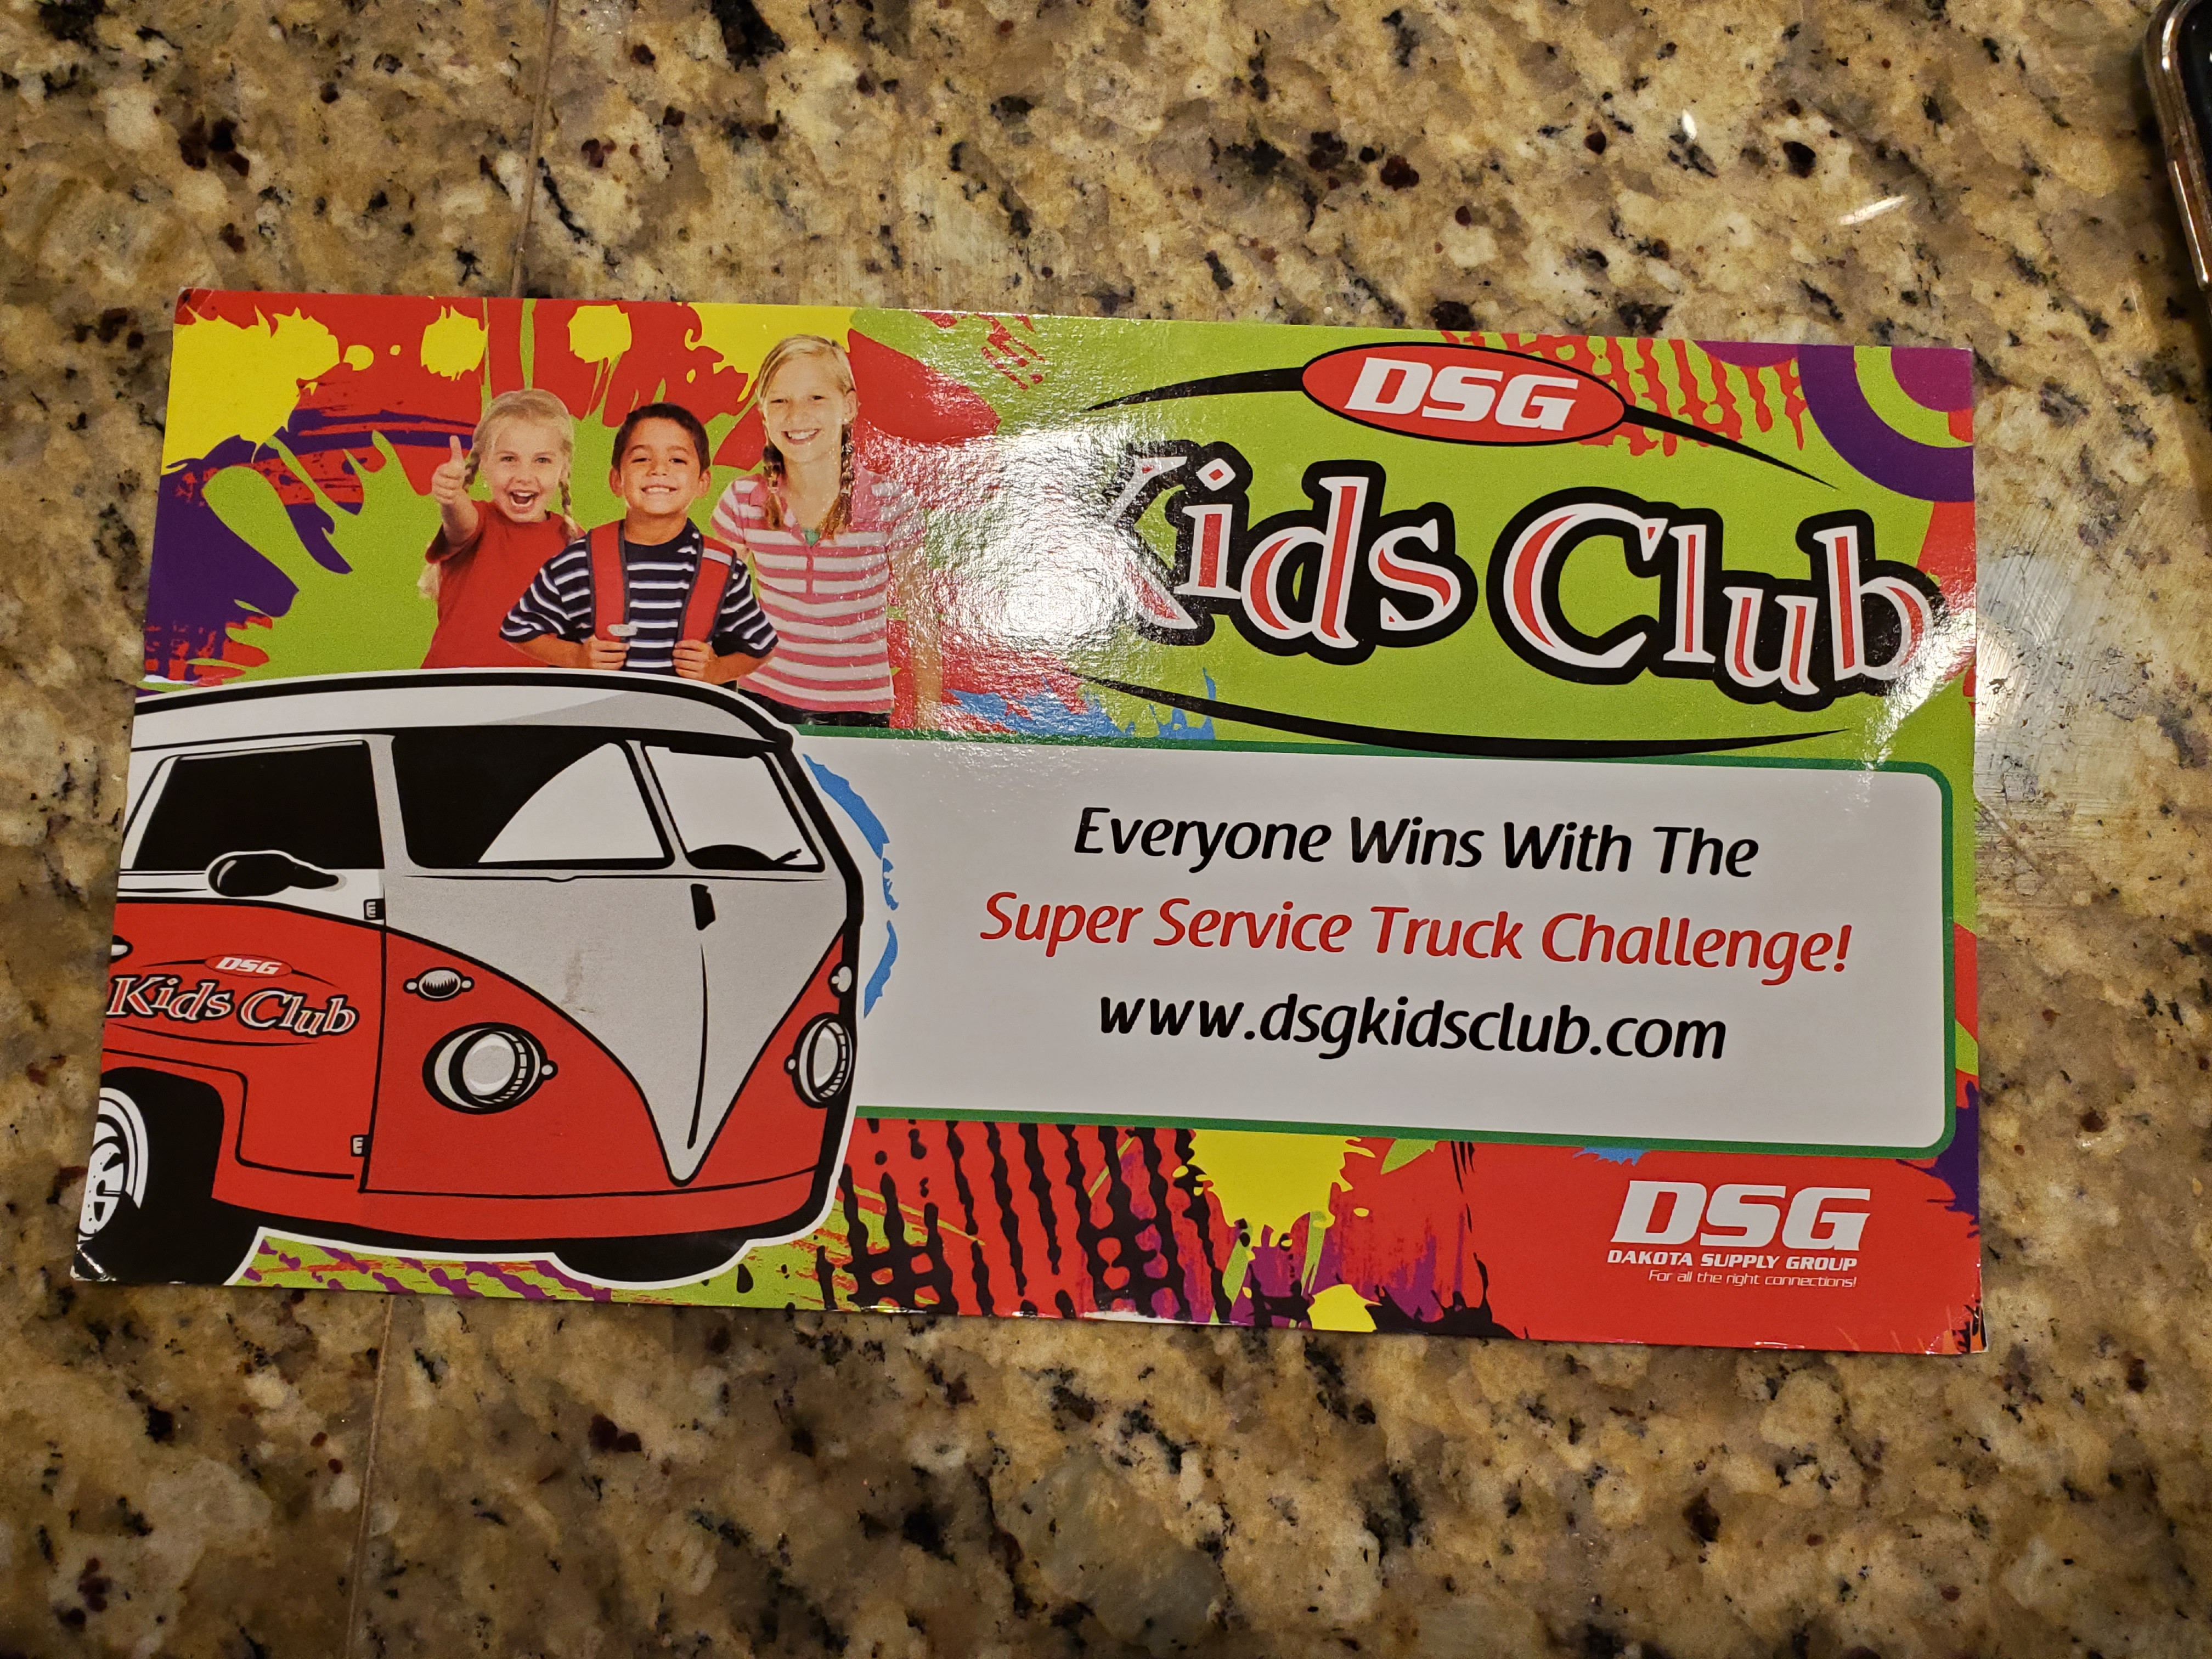 DSG
Kids Club
DSG
Kids Club
Everyone Wins With The
Super Service Truck Challenge!
www.dsgkidsclub.com
DSG
DAKOTA SUPPLY GROUP
For all the right connections!